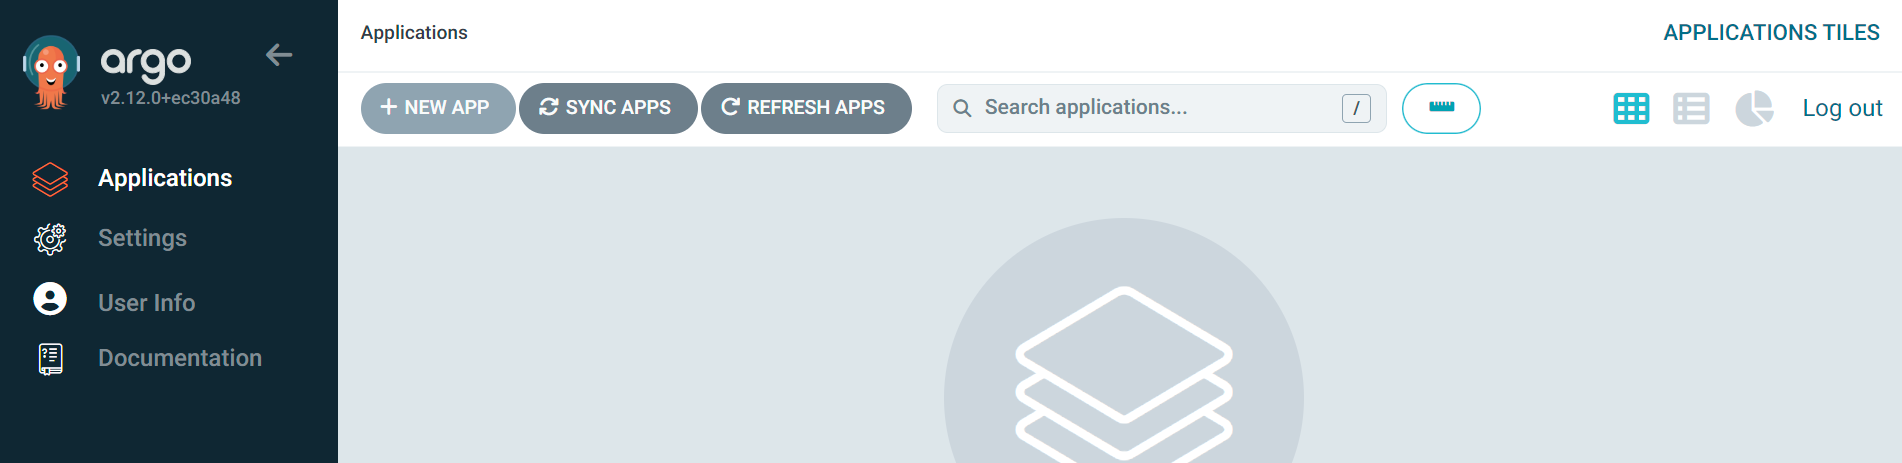 argo
v2.12.0+ec30a48
Applications
Settings
User Info
Documentation
Applications
APPLICATIONS TILES
NEW APP SYNC APPS REFRESH APPS Search applications... / Log out